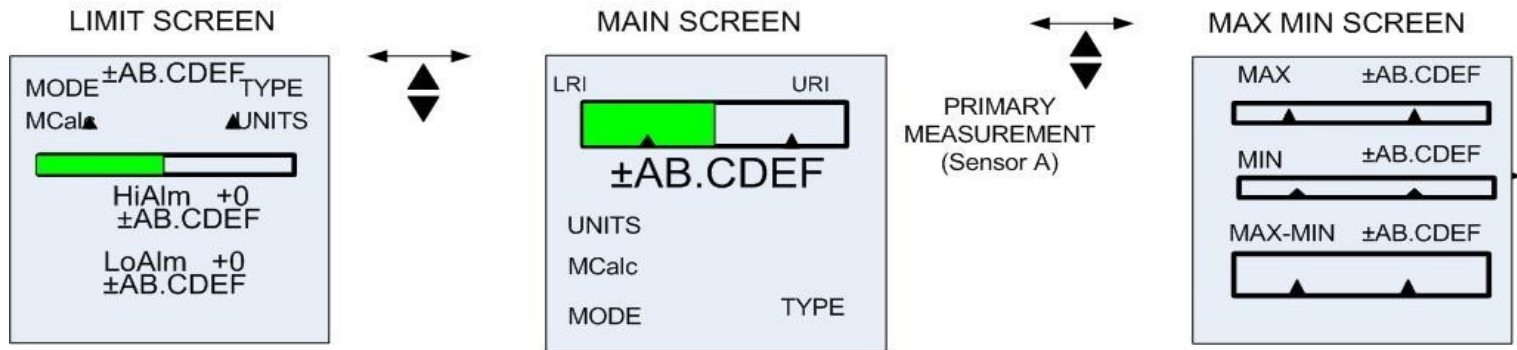 LIMIT SCREEN
±AB.CDEF
MODE TYPE
MCalc UNITS
HiAlm +0
±AB.CDEF
LoAlm +0
±AB.CDEF
MAIN SCREEN
LRI URI
±AB.CDEF
UNITS
MCalc
MODE TYPE
PRIMARY
MEASUREMENT
(Sensor A)
MAX MIN SCREEN
MAX ±AB.CDEF
MIN ±AB.CDEF
MAX-MIN ±AB.CDEF